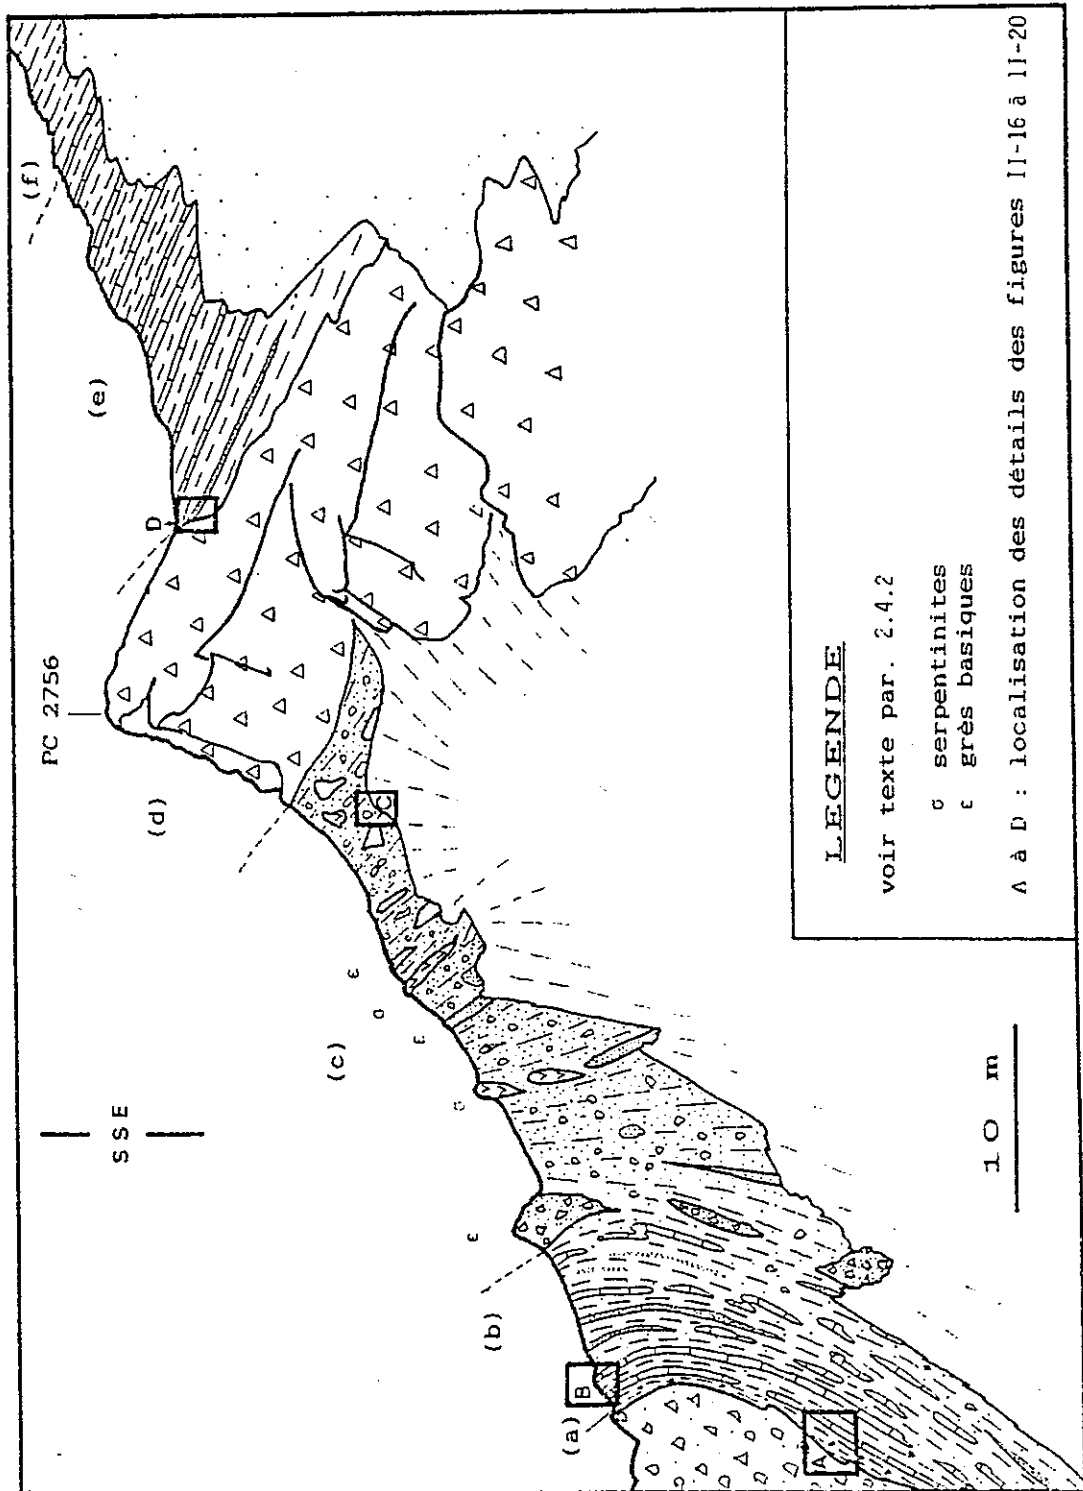 PC 2756
SSE
(a)
(b)
(c)
(d)
(e)
(f)
A
B
C
D
ε
σ
ε
σ
ε
10 m
LEGENDE
voir texte par. 2.4.2
σ serpentinites
ε grès basiques
A à D : localisation des détails des figures II-16 à II-20